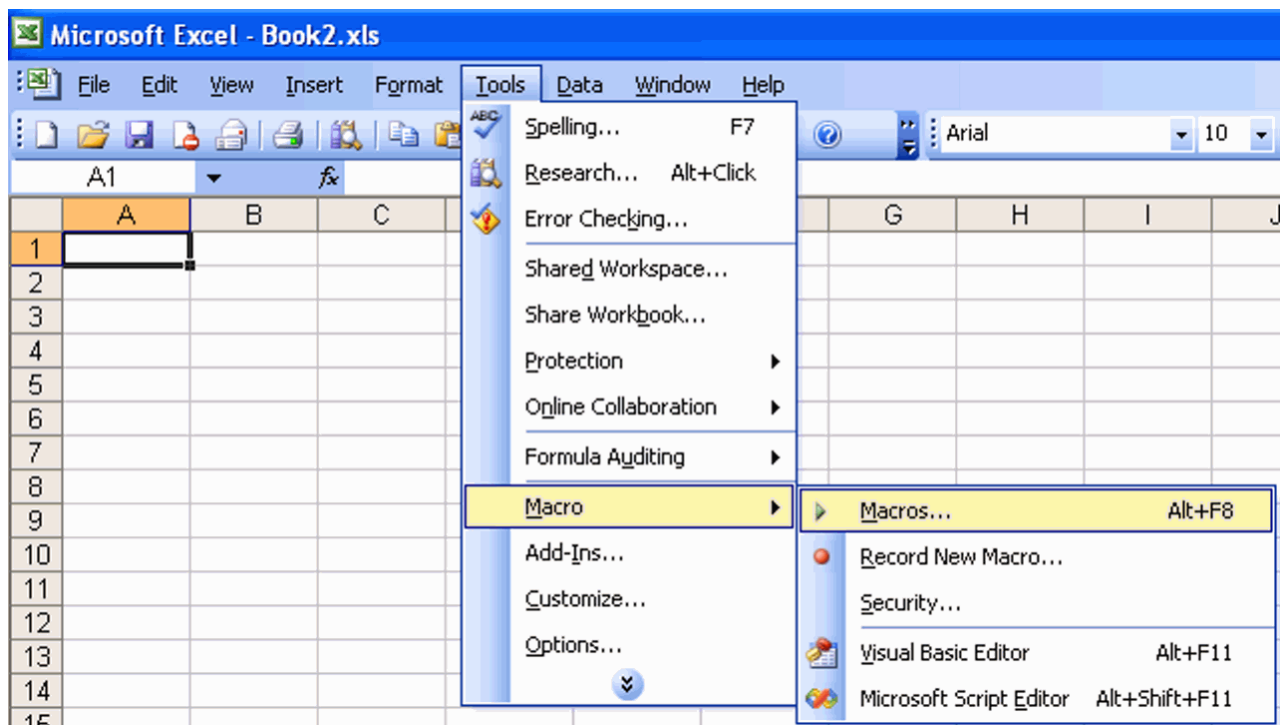 Microsoft Excel - Book2.xls
File Edit View Insert Format Tools Data Window Help
Arial 10
A1 fx
A B C G H I J
ABC Spelling... F7
Research... Alt+Click
Error Checking...
Shared Workspace...
Share Workbook...
Protection
Online Collaboration
Formula Auditing
Macro
Add-Ins...
Customize...
Options...
Macros... Alt+F8
Record New Macro...
Security...
Visual Basic Editor Alt+F11
Microsoft Script Editor Alt+Shift+F11
1
2
3
4
5
6
7
8
9
10
11
12
13
14
15